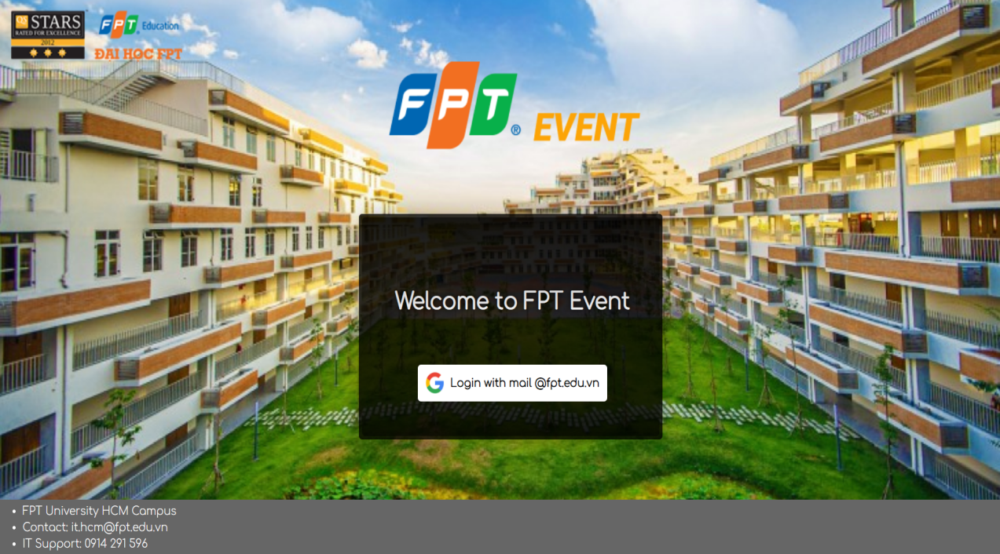 QS STARS
RATED FOR EXCELLENCE
2012
FPT Education
ĐẠI HỌC FPT
FPT® EVENT
Welcome to FPT Event
Login with mail @fpt.edu.vn
• FPT University HCM Campus
• Contact: it.hcm@fpt.edu.vn
• IT Support: 0914 291 596